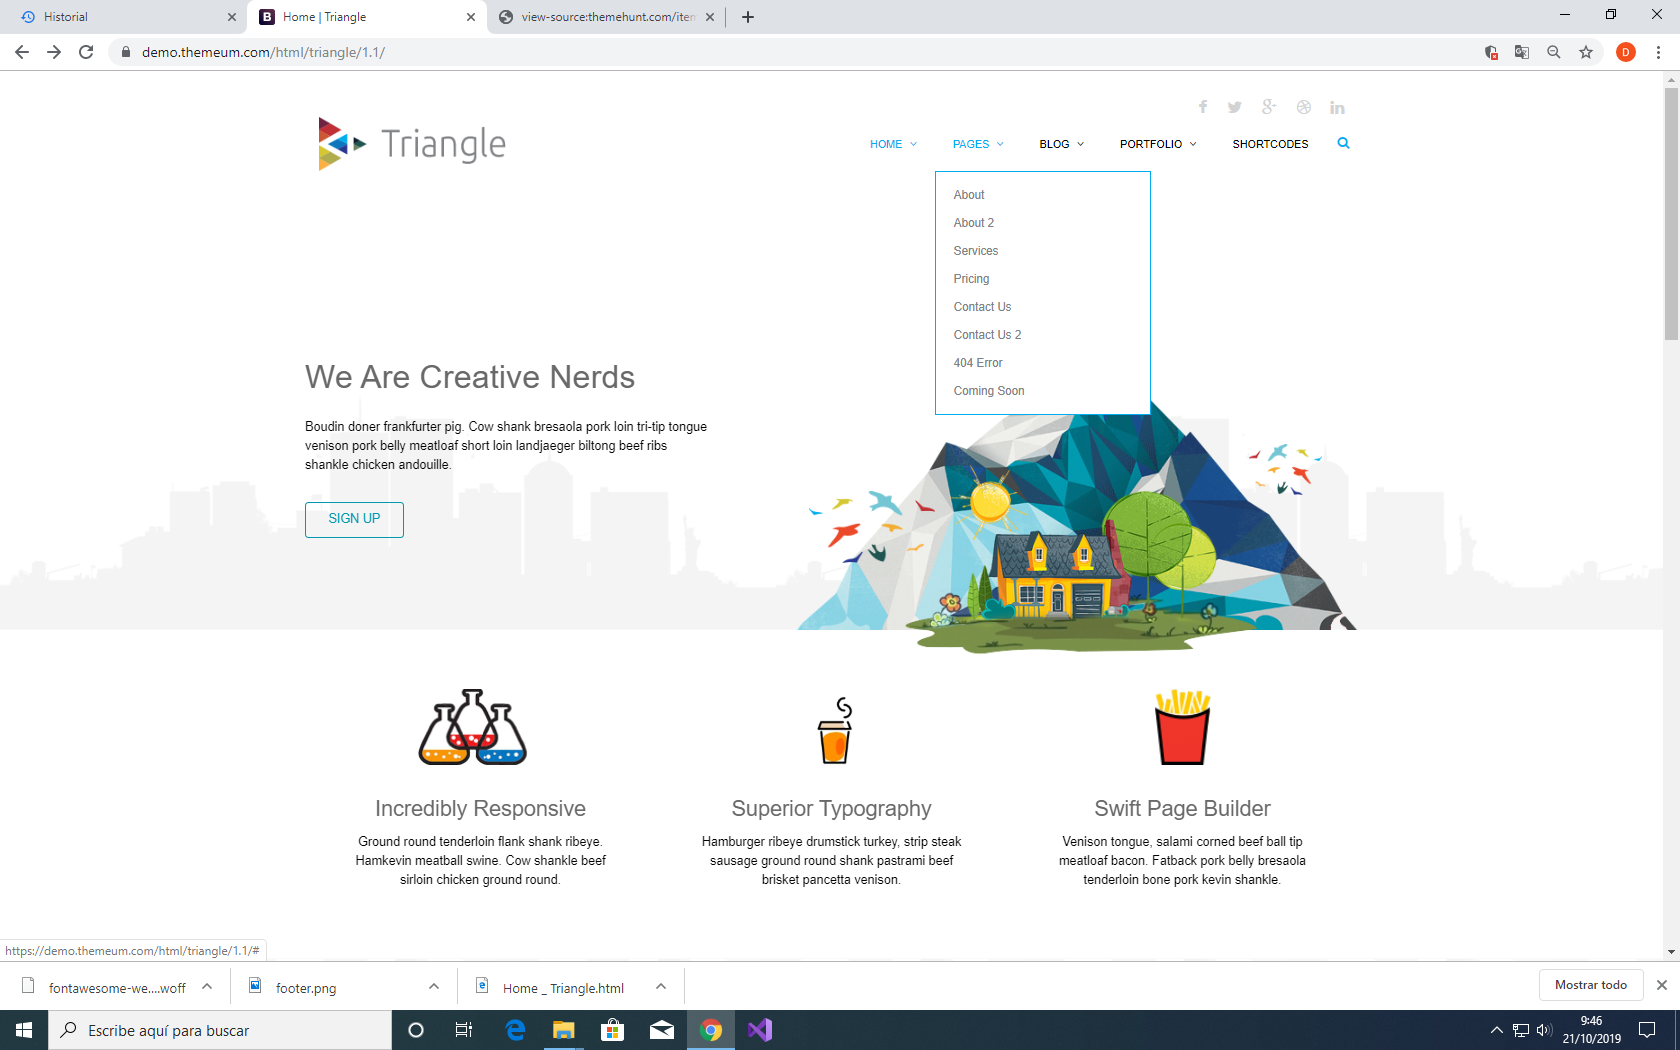 Historial
Home | Triangle
view-source:themehunt.com/iten
demo.themeum.com/html/triangle/1.1/
D
Triangle
HOME
PAGES
BLOG
PORTFOLIO
SHORTCODES
About
About 2
Services
Pricing
Contact Us
Contact Us 2
404 Error
Coming Soon
We Are Creative Nerds
Boudin doner frankfurter pig. Cow shank bresaola pork loin tri-tip tongue
venison pork belly meatloaf short loin landjaeger biltong beef ribs
shankle chicken andouille.
SIGN UP
Incredibly Responsive
Ground round tenderloin flank shank ribeye.
Hamkevin meatball swine. Cow shankle beef
sirloin chicken ground round.
Superior Typography
Hamburger ribeye drumstick turkey, strip steak
sausage ground round shank pastrami beef
brisket pancetta venison.
Swift Page Builder
Venison tongue, salami corned beef ball tip
meatloaf bacon. Fatback pork belly bresaola
tenderloin bone pork kevin shankle.
https://demo.themeum.com/html/triangle/1.1/#
fontawesome-we....woff
footer.png
Home _ Triangle.html
Mostrar todo
Escribe aquí para buscar
9:46
21/10/2019